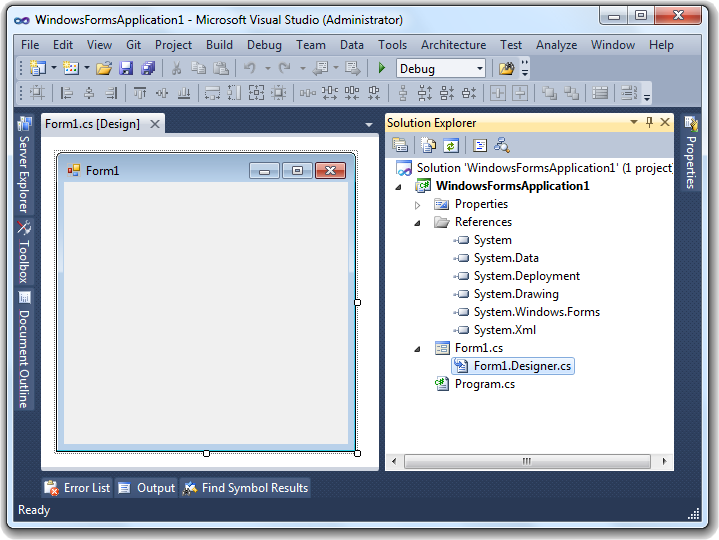 WindowsFormsApplication1 - Microsoft Visual Studio (Administrator)
File Edit View Git Project Build Debug Team Data Tools Architecture Test Analyze Window Help
Debug
Form1.cs [Design]
Solution Explorer
Server Explorer
Toolbox
Document Outline
Form1
Solution 'WindowsFormsApplication1' (1 project
WindowsFormsApplication1
Properties
References
System
System.Data
System.Deployment
System.Drawing
System.Windows.Forms
System.Xml
Form1.cs
Form1.Designer.cs
Program.cs
Properties
Error List Output Find Symbol Results
Ready